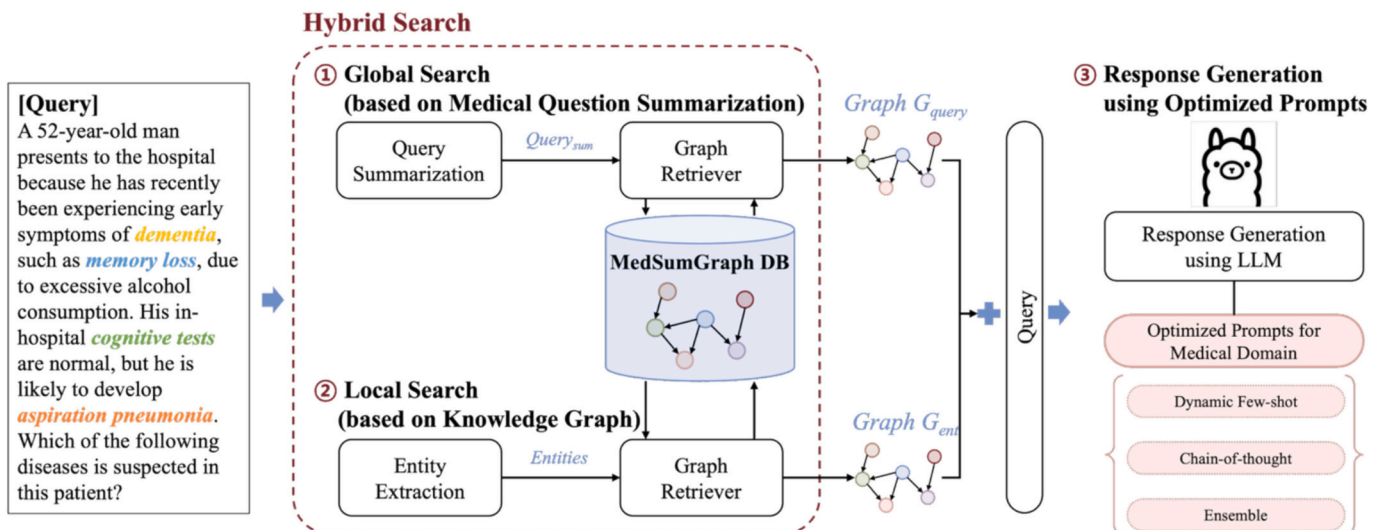 Hybrid Search
[Query]
A 52-year-old man
presents to the hospital
because he has recently
been experiencing early
symptoms of dementia,
such as memory loss, due
to excessive alcohol
consumption. His in-
hospital cognitive tests
are normal, but he is
likely to develop
aspiration pneumonia.
Which of the following
diseases is suspected in
this patient?
① Global Search
(based on Medical Question Summarization)
Query
Summarization
Query_sum
Graph
Retriever
Graph G_query
MedSumGraph DB
② Local Search
(based on Knowledge Graph)
Entity
Extraction
Entities
Graph
Retriever
Graph G_ent
Query
③ Response Generation
using Optimized Prompts
Response Generation
using LLM
Optimized Prompts for
Medical Domain
Dynamic Few-shot
Chain-of-thought
Ensemble